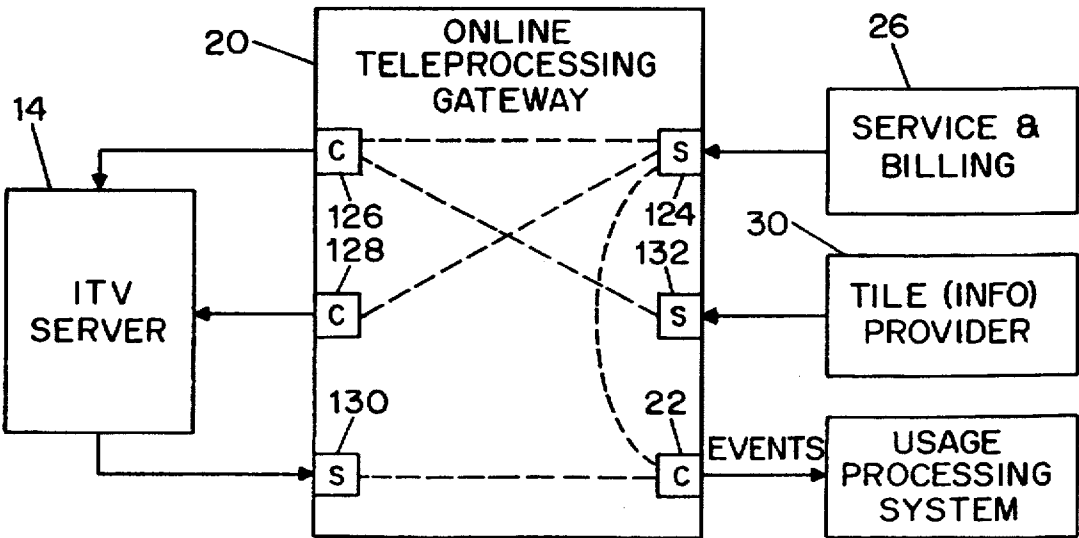 20
ONLINE
TELEPROCESSING
GATEWAY
26
14
C
S
SERVICE &
BILLING
126
128
124
132
30
ITV
SERVER
C
S
TILE (INFO)
PROVIDER
130
22
S
C
EVENTS
USAGE
PROCESSING
SYSTEM